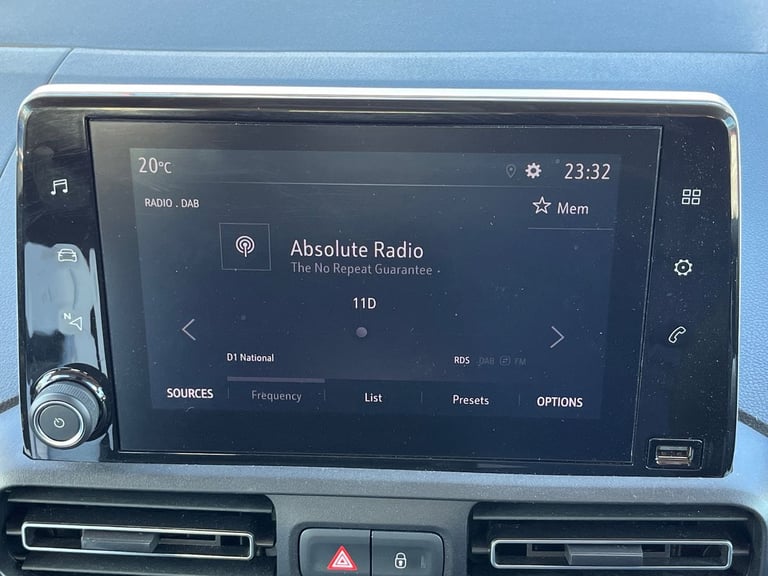 20°C
23:32
RADIO . DAB
Mem
Absolute Radio
The No Repeat Guarantee
11D
N
D1 National
RDS DAB FM
SOURCES Frequency List Presets OPTIONS